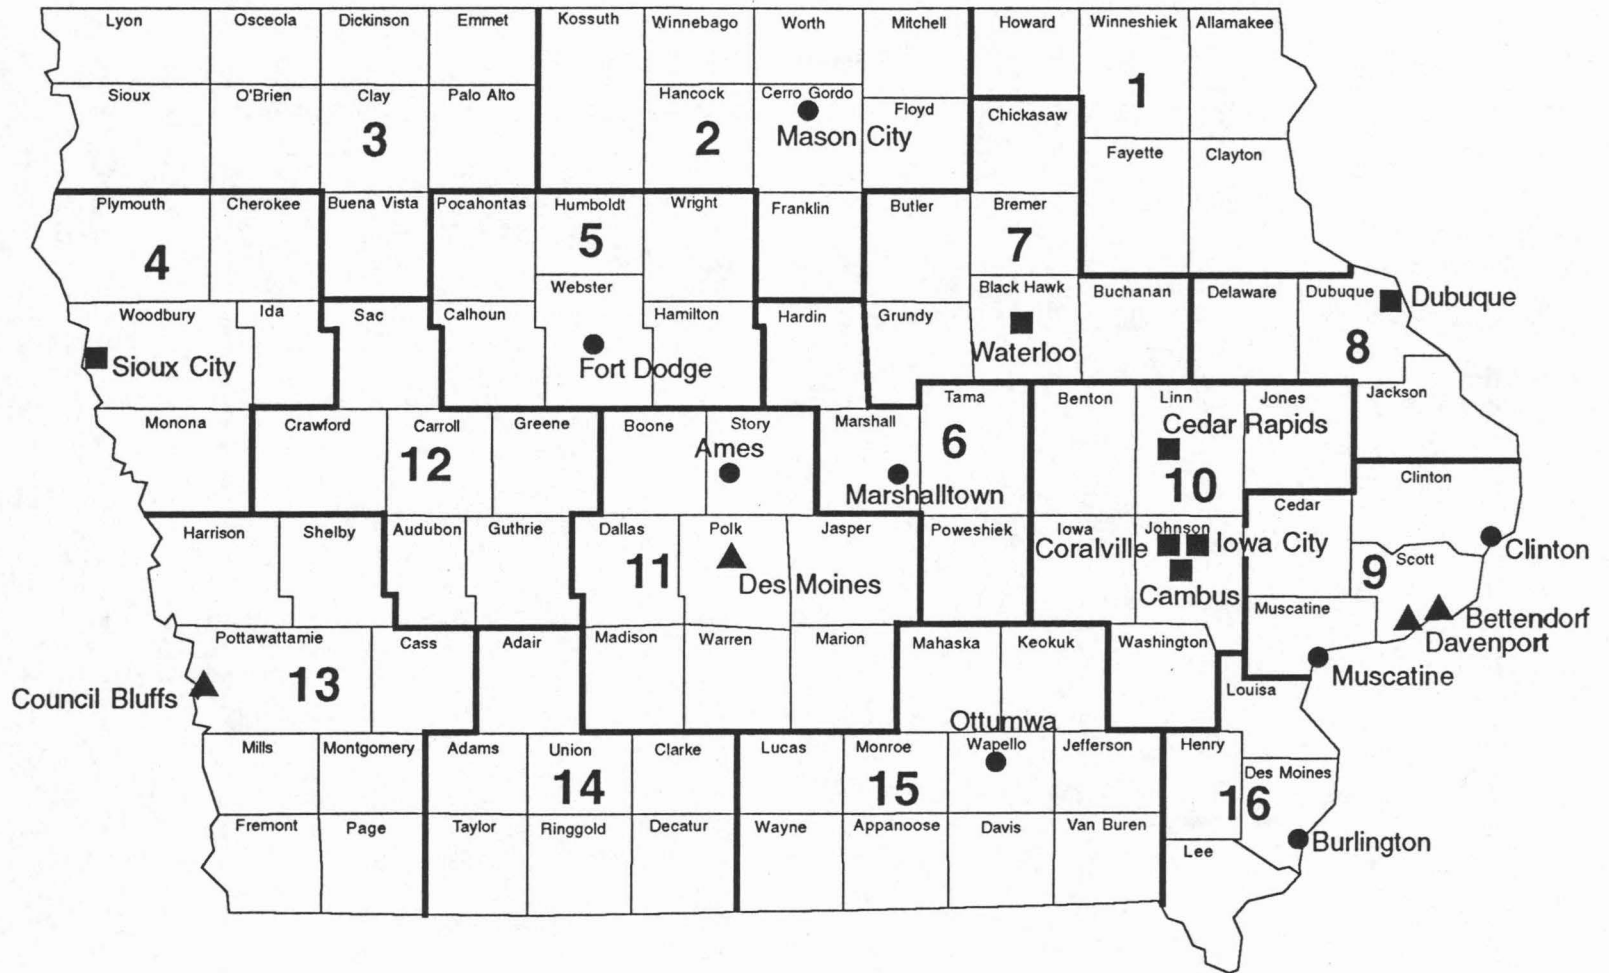 Lyon
Osceola
Dickinson
Emmet
Kossuth
Winnebago
Worth
Mitchell
Howard
Winneshiek
Allamakee
Sioux
O'Brien
Clay
Palo Alto
Hancock
Cerro Gordo
Floyd
Chickasaw
1
3
2
Mason City
Fayette
Clayton
Plymouth
Cherokee
Buena Vista
Pocahontas
Humboldt
Wright
Franklin
Butler
Bremer
4
5
7
Webster
Black Hawk
Buchanan
Delaware
Dubuque
Dubuque
Woodbury
Ida
Sac
Calhoun
Hamilton
Hardin
Grundy
Waterloo
8
Sioux City
Fort Dodge
Monona
Crawford
Carroll
Greene
Boone
Story
Marshall
Tama
Benton
Linn
Jones
Jackson
Ames
Cedar Rapids
12
6
10
Marshalltown
Clinton
Harrison
Shelby
Audubon
Guthrie
Dallas
Polk
Jasper
Poweshiek
Iowa
Johnson
Cedar
Coralville
Iowa City
Clinton
11
Des Moines
Scott
9
Cambus
Muscatine
Bettendorf
Davenport
Pottawattamie
Cass
Adair
Madison
Warren
Marion
Mahaska
Keokuk
Washington
Muscatine
13
Council Bluffs
Louisa
Ottumwa
Mills
Montgomery
Adams
Union
Clarke
Lucas
Monroe
Wapello
Jefferson
Henry
Des Moines
14
15
16
Fremont
Page
Taylor
Ringgold
Decatur
Wayne
Appanoose
Davis
Van Buren
Lee
Burlington